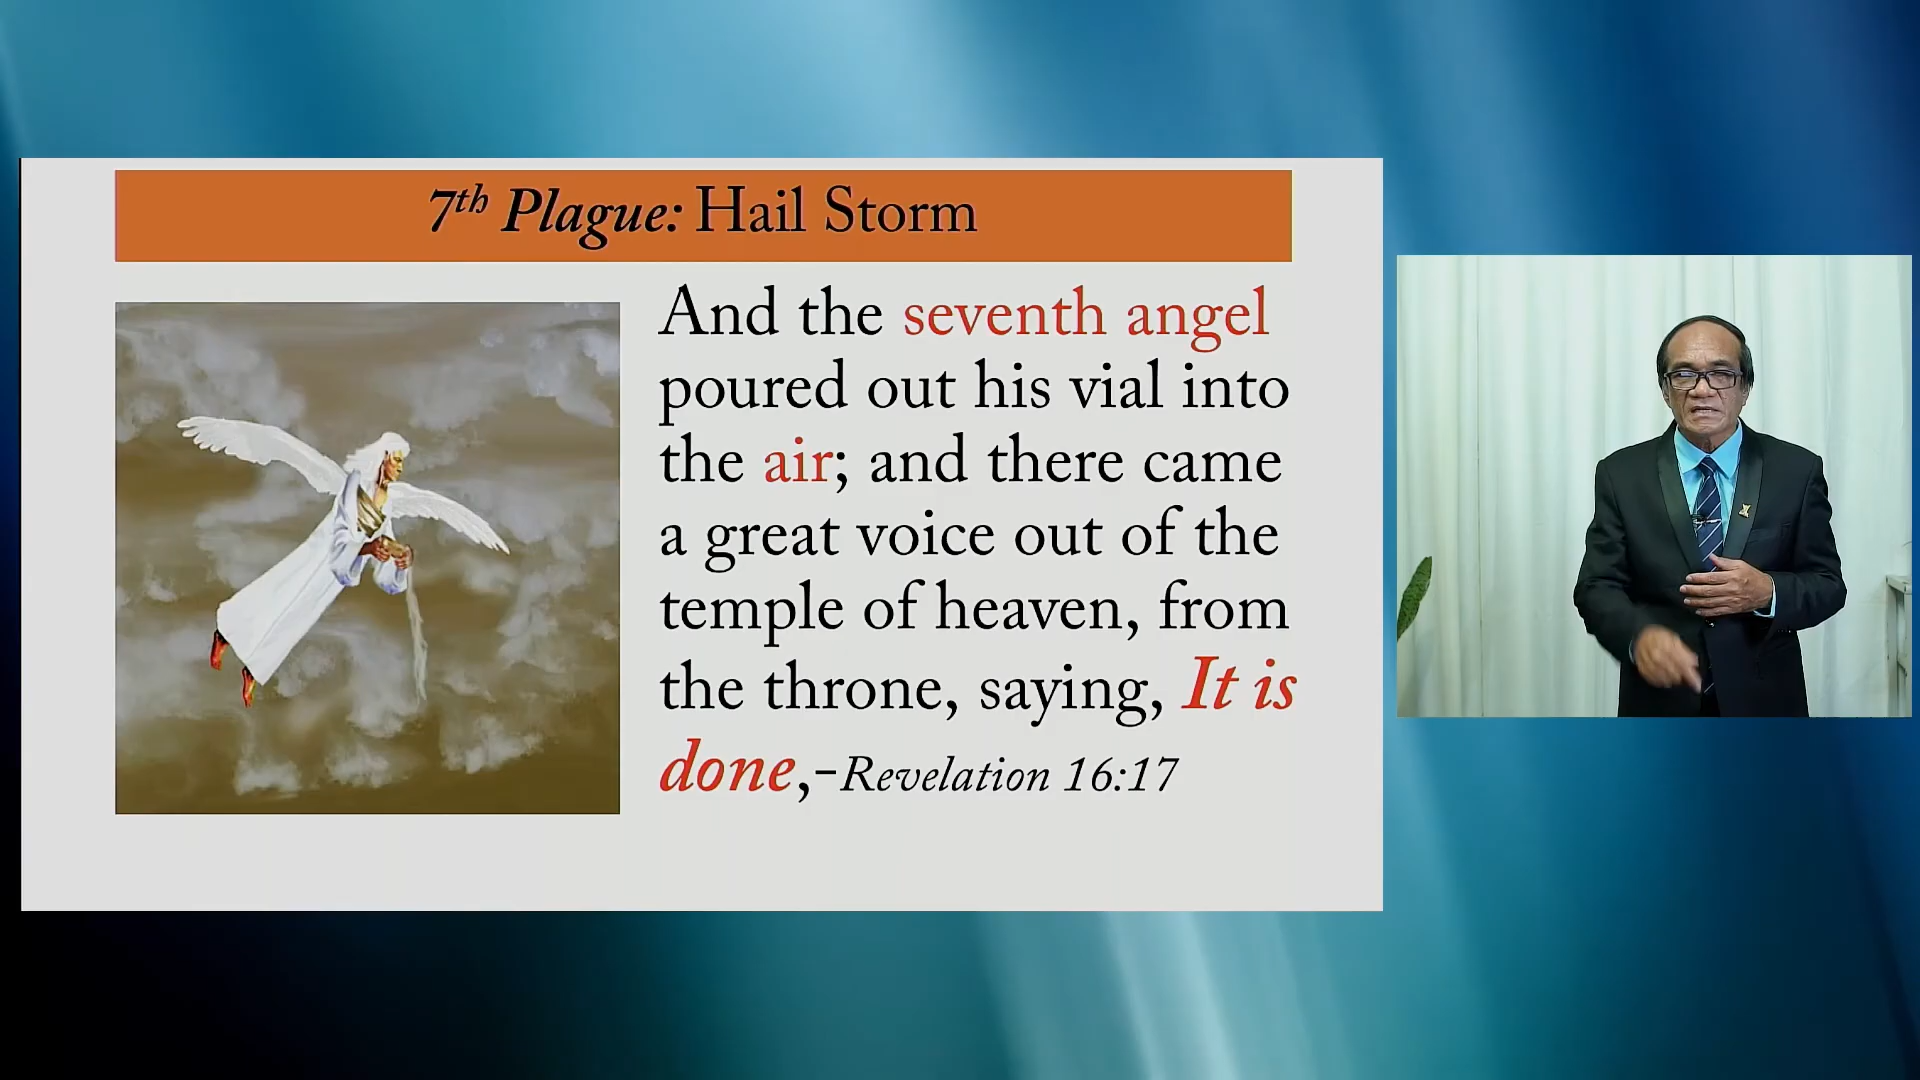 7th Plague: Hail Storm
And the seventh angel
poured out his vial into
the air; and there came
a great voice out of the
temple of heaven, from
the throne, saying, It is
done,-Revelation 16:17